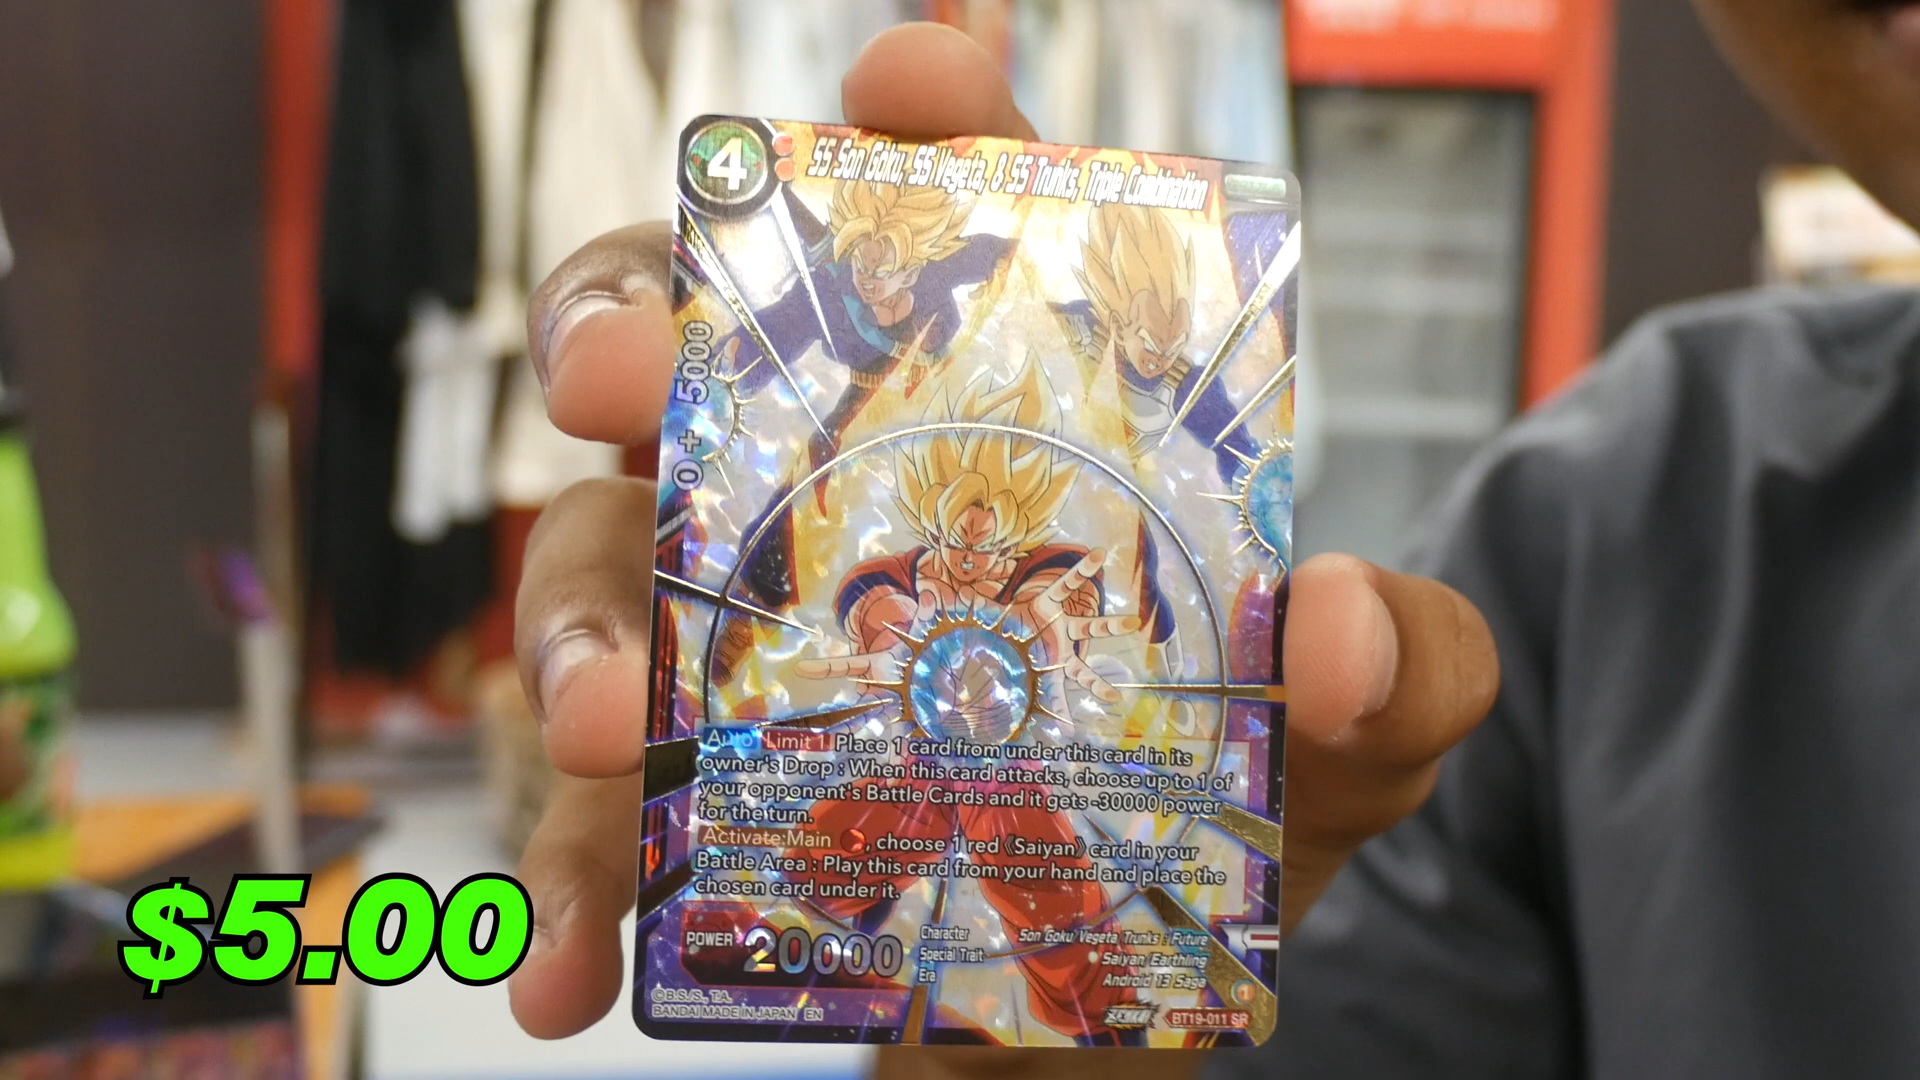 4
SS Son Goku, SS Vegeta, & SS Trunks, Triple Combination
0 + 5000
Auto Limit 1 Place 1 card from under this card in its
owner's Drop : When this card attacks, choose up to 1 of
your opponent's Battle Cards and it gets -30000 power
for the turn.
Activate:Main , choose 1 red 《Saiyan》 card in your
Battle Area : Play this card from your hand and place the
chosen card under it.
POWER 20000
Character Son Goku Vegeta Trunks : Future
Special Trait Saiyan Earthling
Era Android 13 Saga
1
©B.S./S., T.A.
BANDAI MADE IN JAPAN EN
BT19-011 SR
$5.00